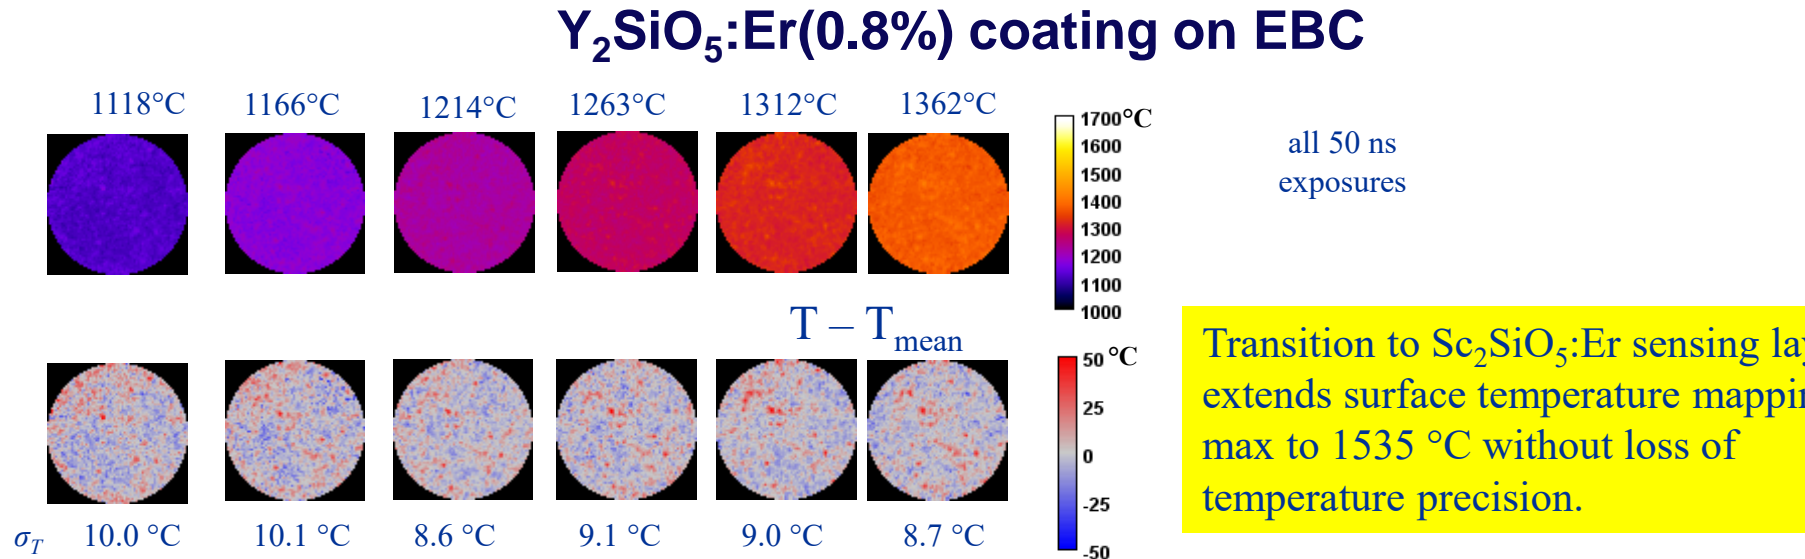 Y₂SiO₅:Er(0.8%) coating on EBC
1118°C 1166°C 1214°C 1263°C 1312°C 1362°C
1700°C
1600
1500
1400
1300
1200
1100
1000
all 50 ns
exposures
T – Tmean
50 °C
25
0
-25
-50
Transition to Sc₂SiO₅:Er sensing
extends surface temperature
max to 1535 °C without loss of
temperature precision.
σT 10.0 °C 10.1 °C 8.6 °C 9.1 °C 9.0 °C 8.7 °C